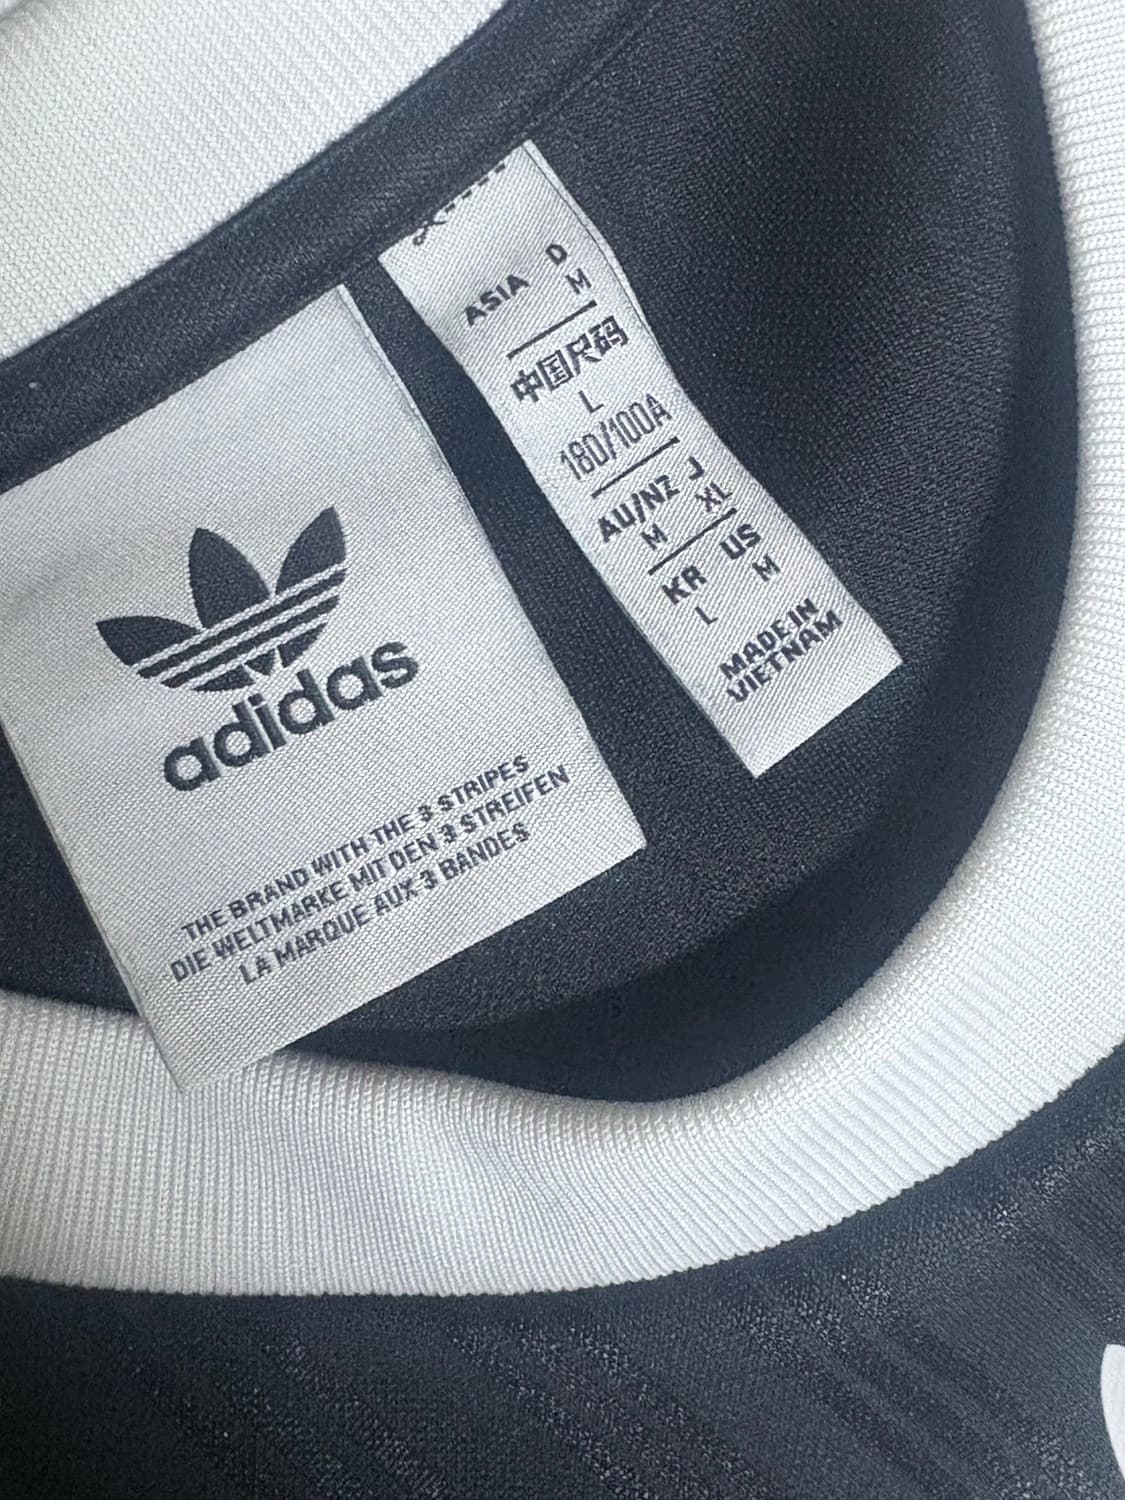 adidas
THE BRAND WITH THE 3 STRIPES
DIE WELTMARKE MIT DEN 3 STREIFEN
LA MARQUE AUX 3 BANDES
ASIA D
M
中国尺码
L
180/100A
AU/NZ J
M XL
KR US
L M
MADE IN
VIETNAM